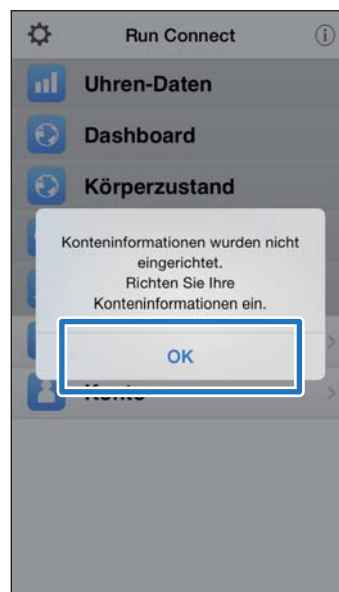 Run Connect
Uhren-Daten
Dashboard
Körperzustand
Konteninformationen wurden nicht
eingerichtet.
Richten Sie Ihre
Konteninformationen ein.
OK